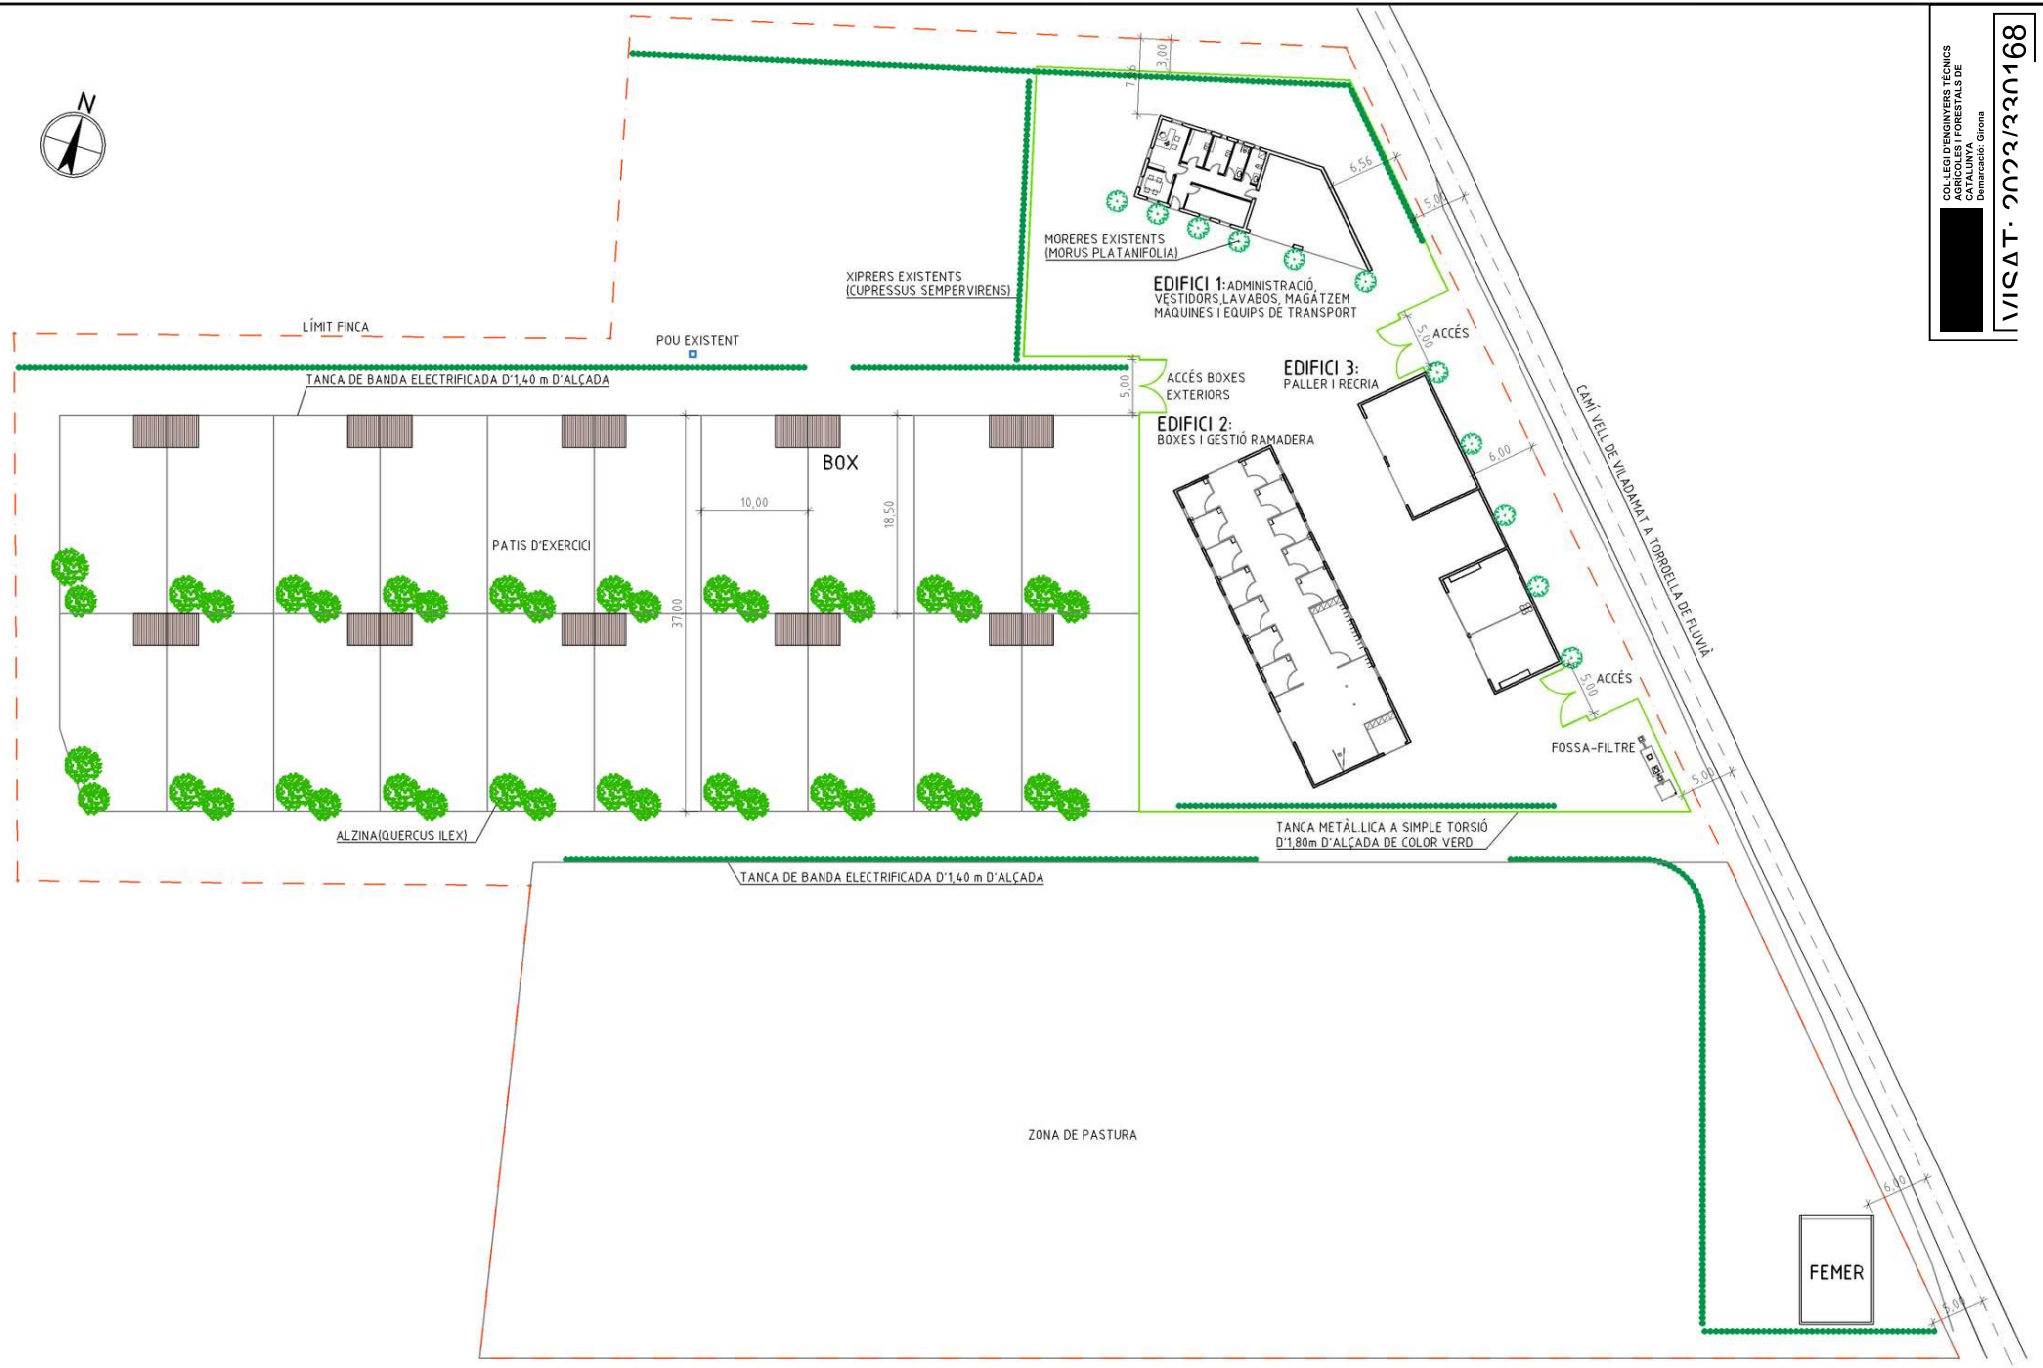 COL·LEGI D'ENGINYERS TÈCNICS
AGRÍCOLES I FORESTALS DE
CATALUNYA
Demarcació: Girona
N
3,00
6,56
5,00
MORERES EXISTENTS
(MORUS PLATANIFOLIA)
XIPRERS EXISTENTS
(CUPRESSUS SEMPERVIRENS)
EDIFICI 1: ADMINISTRACIÓ,
VESTIDORS, LAVABOS, MAGATZEM
MÀQUINES I EQUIPS DE TRANSPORT
LÍMIT FINCA
POU EXISTENT
5,00
ACCÉS
TANCA DE BANDA ELECTRIFICADA D'1,40 m D'ALÇADA
5,00
ACCÉS BOXES
EXTERIORS
EDIFICI 3:
PALLER I RECRIA
EDIFICI 2:
BOXES I GESTIÓ RAMADERA
CAMÍ VELL DE VILADAMAT A TORROELLA DE FLUVIÀ
BOX
6,00
10,00
18,50
PATIS D'EXERCICI
37,00
5,00
ACCÉS
FOSSA-FILTRE
5,00
ALZINA(QUERCUS ILEX)
TANCA METÀL.LICA A SIMPLE TORSIÓ
D'1,80m D'ALÇADA DE COLOR VERD
TANCA DE BANDA ELECTRIFICADA D'1,40 m D'ALÇADA
ZONA DE PASTURA
6,00
FEMER
5,00